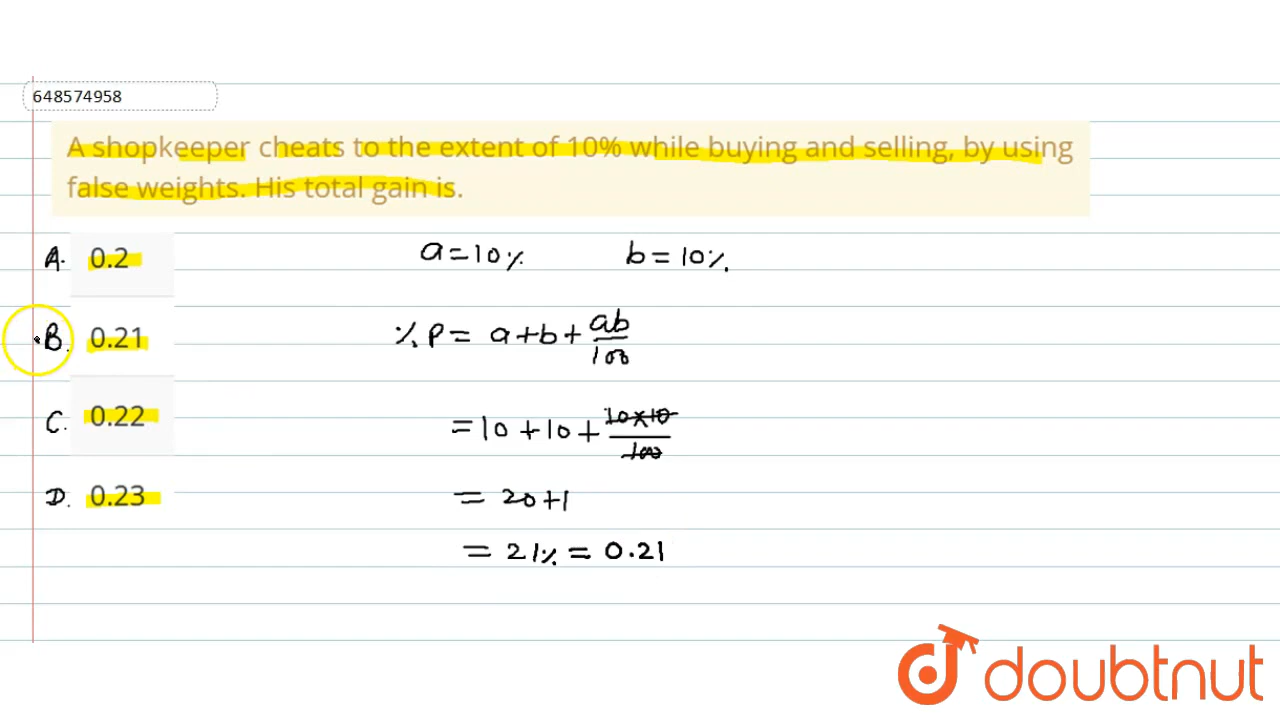 648574958
A shopkeeper cheats to the extent of 10% while buying and selling, by using
false weights. His total gain is.
A. 0.2
a = 10% b = 10%
B. 0.21
% P = a + b + ab/100
C. 0.22
= 10 + 10 + 10×10/100
D. 0.23
= 20 + 1
= 21% = 0.21
doubtnut